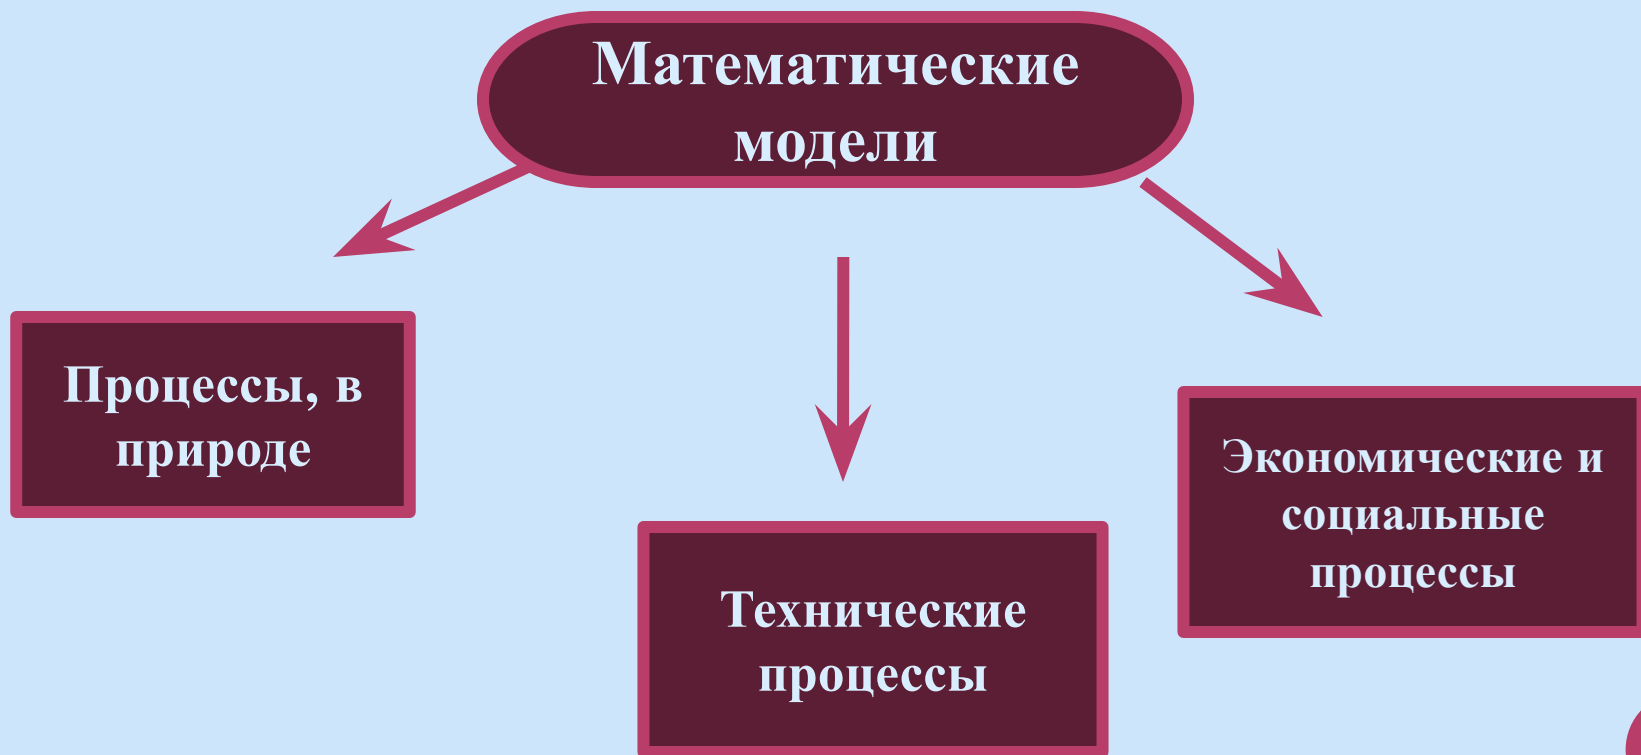 Математические
модели
Процессы, в
природе
Технические
процессы
Экономические и
социальные
процессы